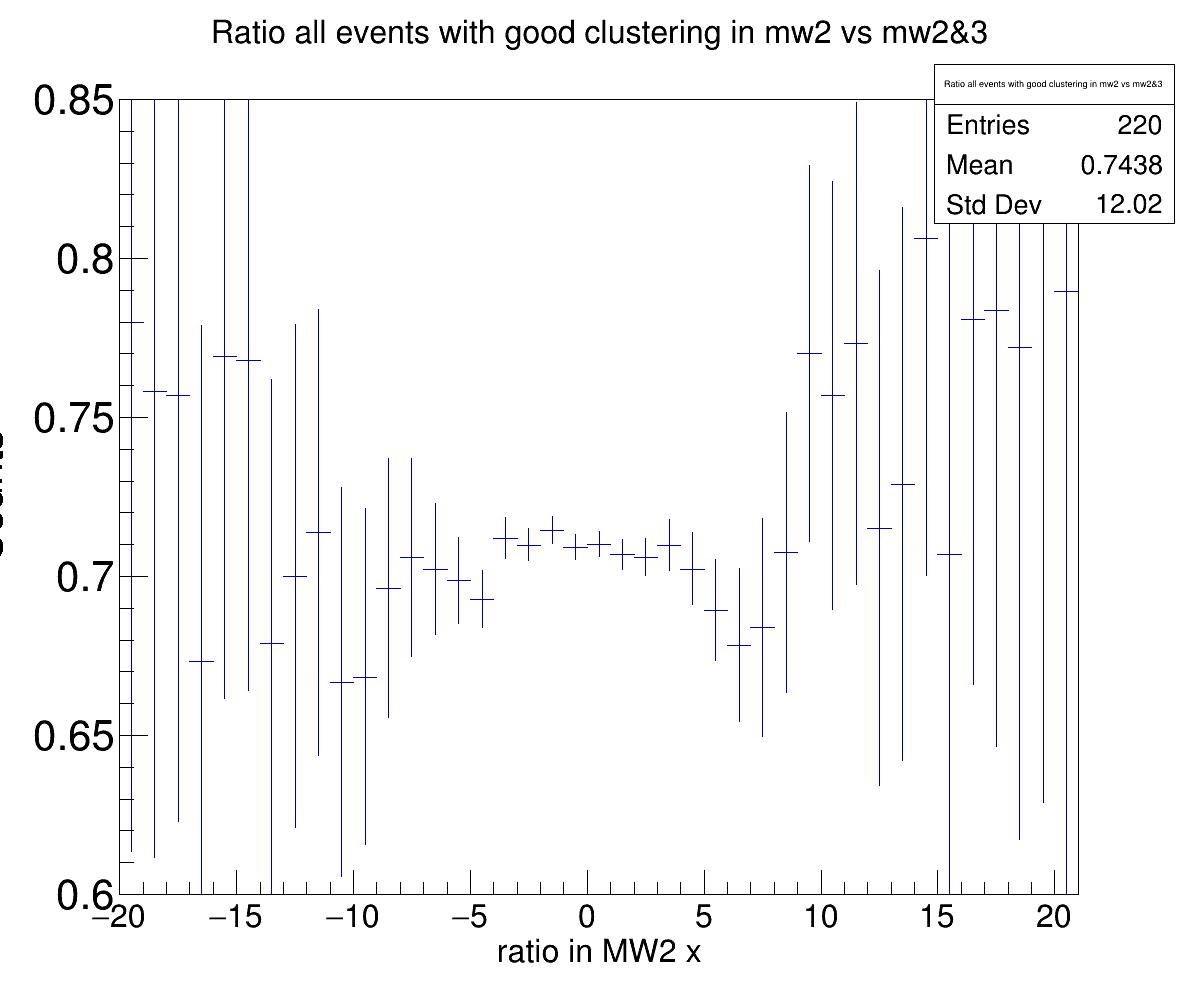 Ratio all events with good clustering in mw2 vs mw2&3
Ratio all events with good clustering in mw2 vs mw2&3
Entries 220
Mean 0.7438
Std Dev 12.02
0.85
0.8
0.75
0.7
0.65
0.6
−20 −15 −10 −5 0 5 10 15 20
ratio in MW2 x